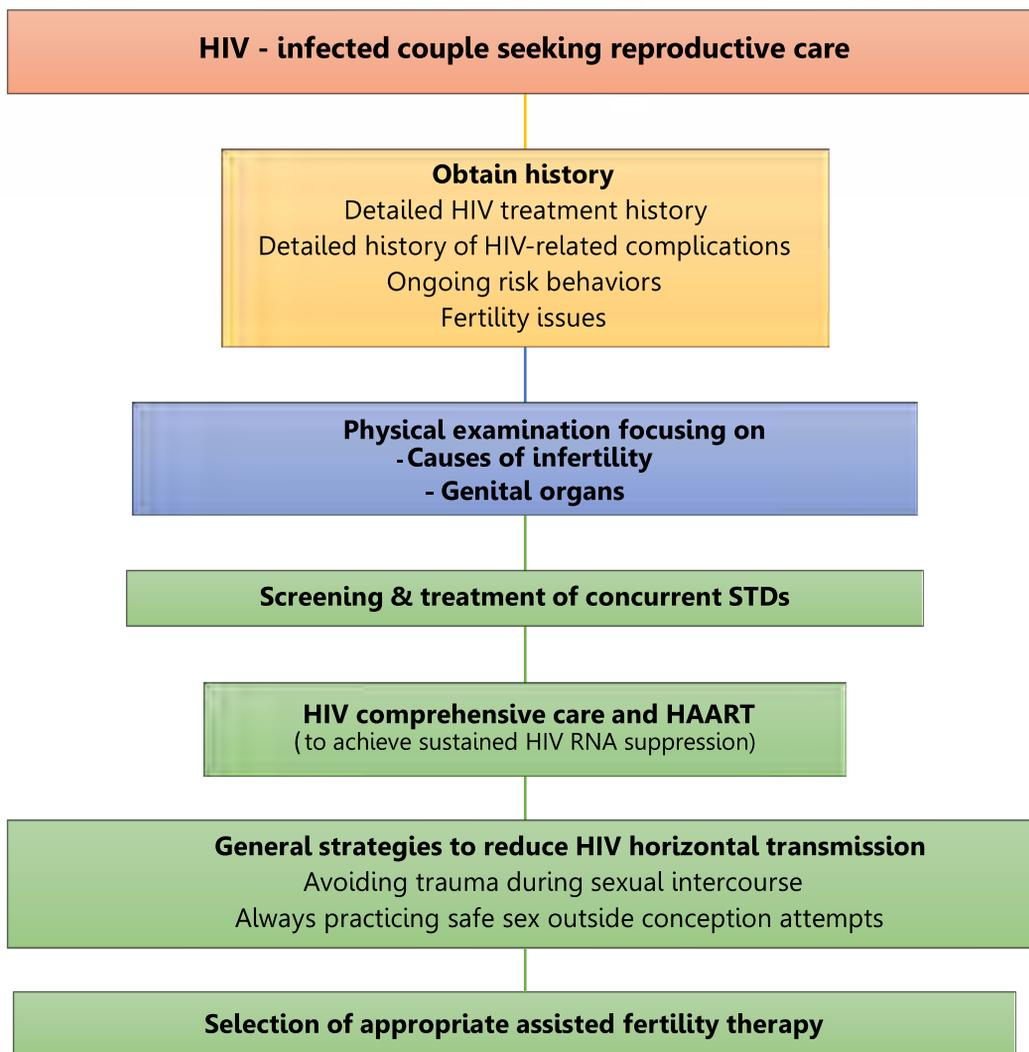 HIV - infected couple seeking reproductive care
Obtain history
Detailed HIV treatment history
Detailed history of HIV-related complications
Ongoing risk behaviors
Fertility issues
Physical examination focusing on
-Causes of infertility
- Genital organs
Screening & treatment of concurrent STDs
HIV comprehensive care and HAART
(to achieve sustained HIV RNA suppression)
General strategies to reduce HIV horizontal transmission
Avoiding trauma during sexual intercourse
Always practicing safe sex outside conception attempts
Selection of appropriate assisted fertility therapy